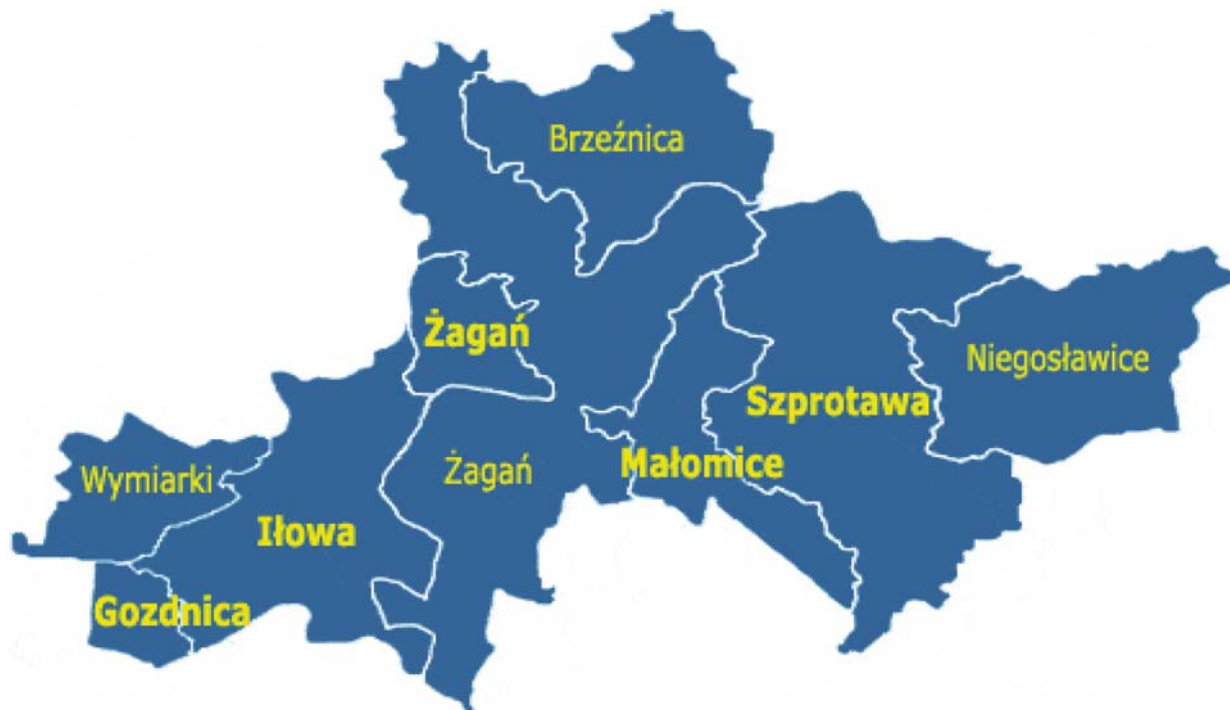 Brzeźnica
Żagań
Niegosławice
Szprotawa
Małomice
Żagań
Wymiarki
Iłowa
Gozdnica